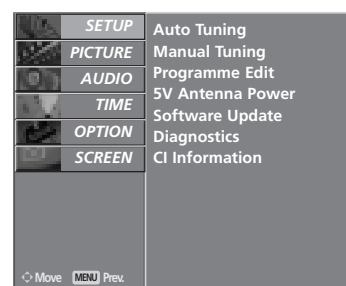 SETUP
PICTURE
AUDIO
TIME
OPTION
SCREEN
Auto Tuning
Manual Tuning
Programme Edit
5V Antenna Power
Software Update
Diagnostics
CI Information
Move MENU Prev.